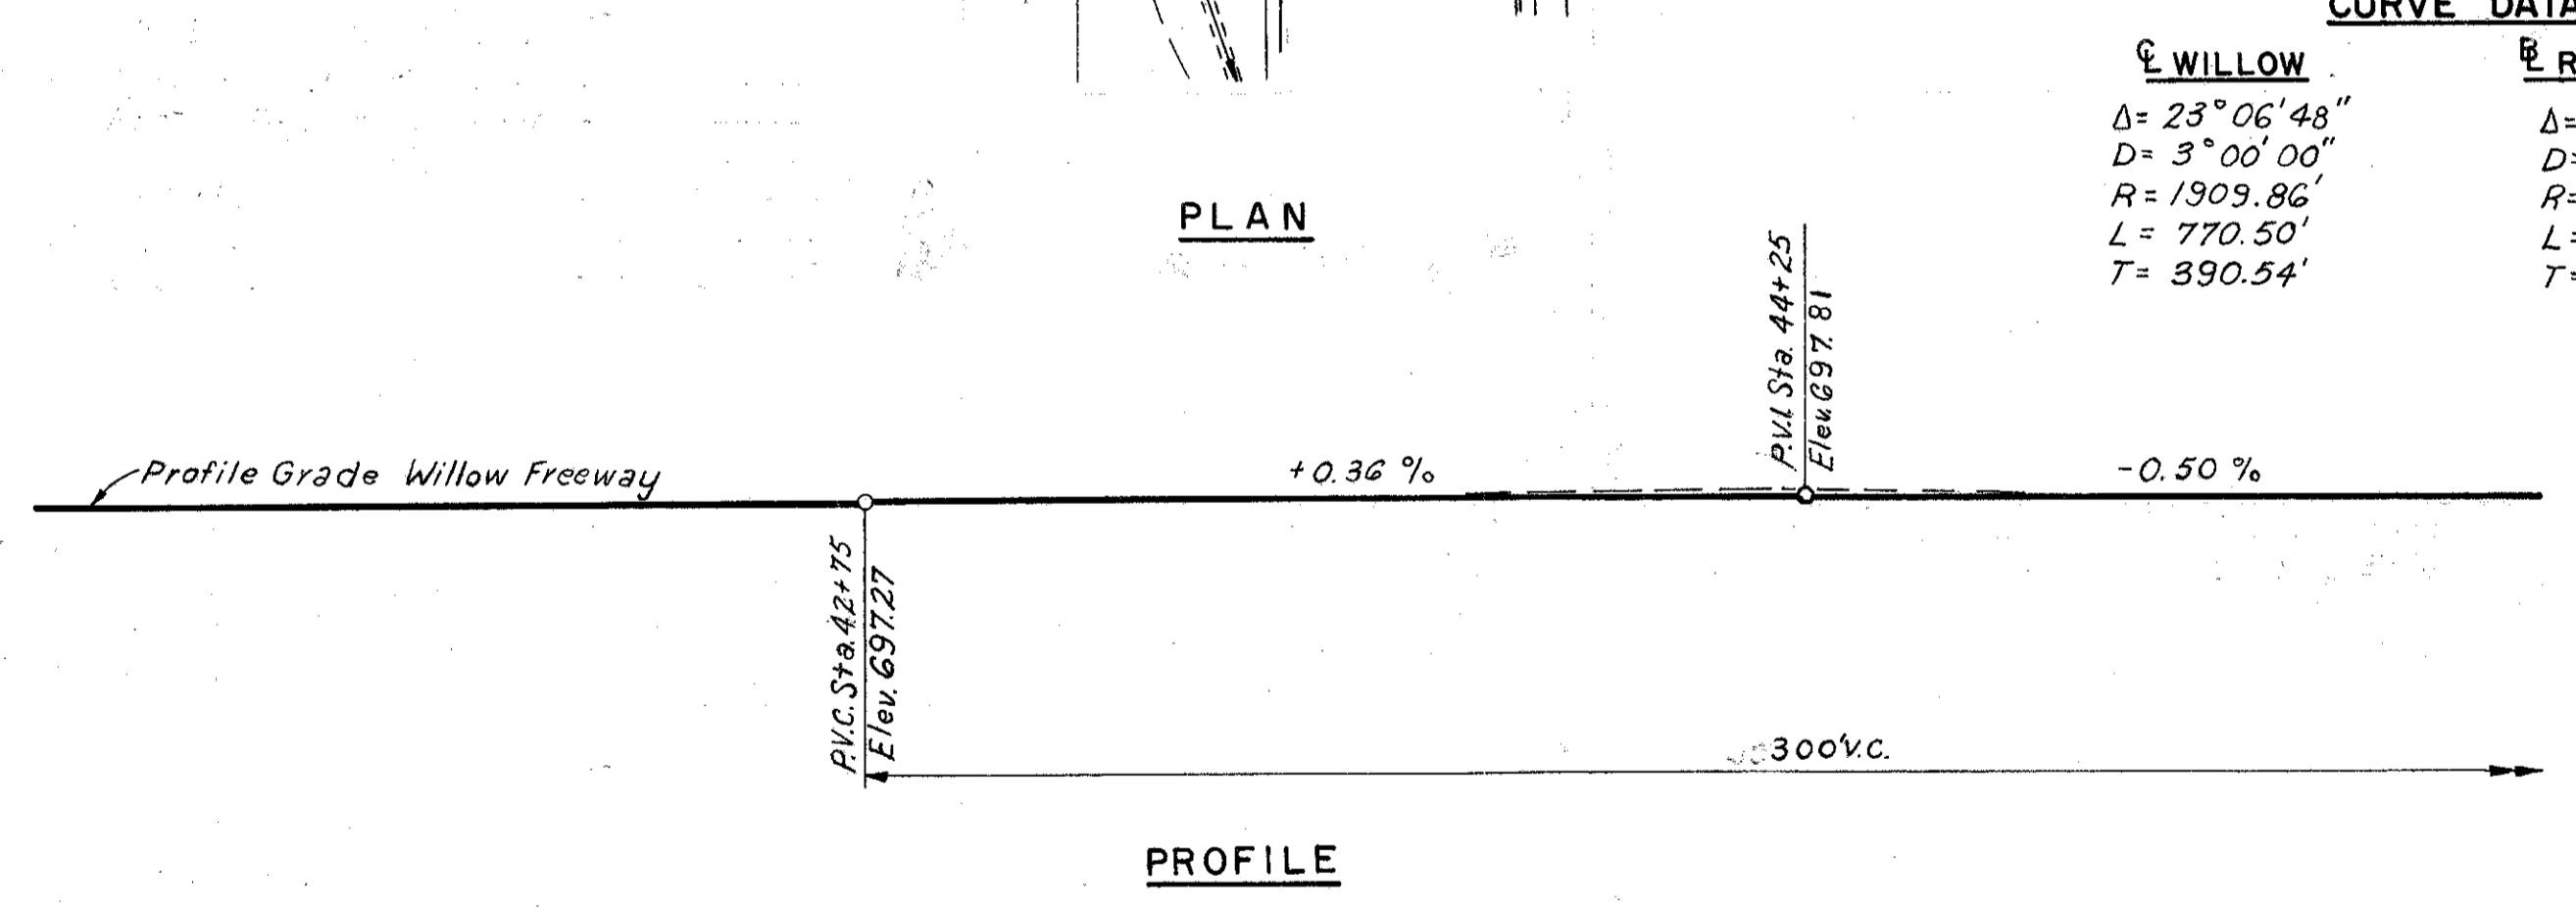 CURVE DATA
℄ WILLOW
Δ= 23°06'48"
D= 3°00'00"
R= 1909.86'
L= 770.50'
T= 390.54'
R
Δ=
D=
R=
L=
T=
PLAN
P.V.I. Sta. 44+25
Elev. 697.81
Profile Grade Willow Freeway
+0.36 %
-0.50 %
P.V.C. Sta. 42+75
Elev. 697.27
300' V.C.
PROFILE